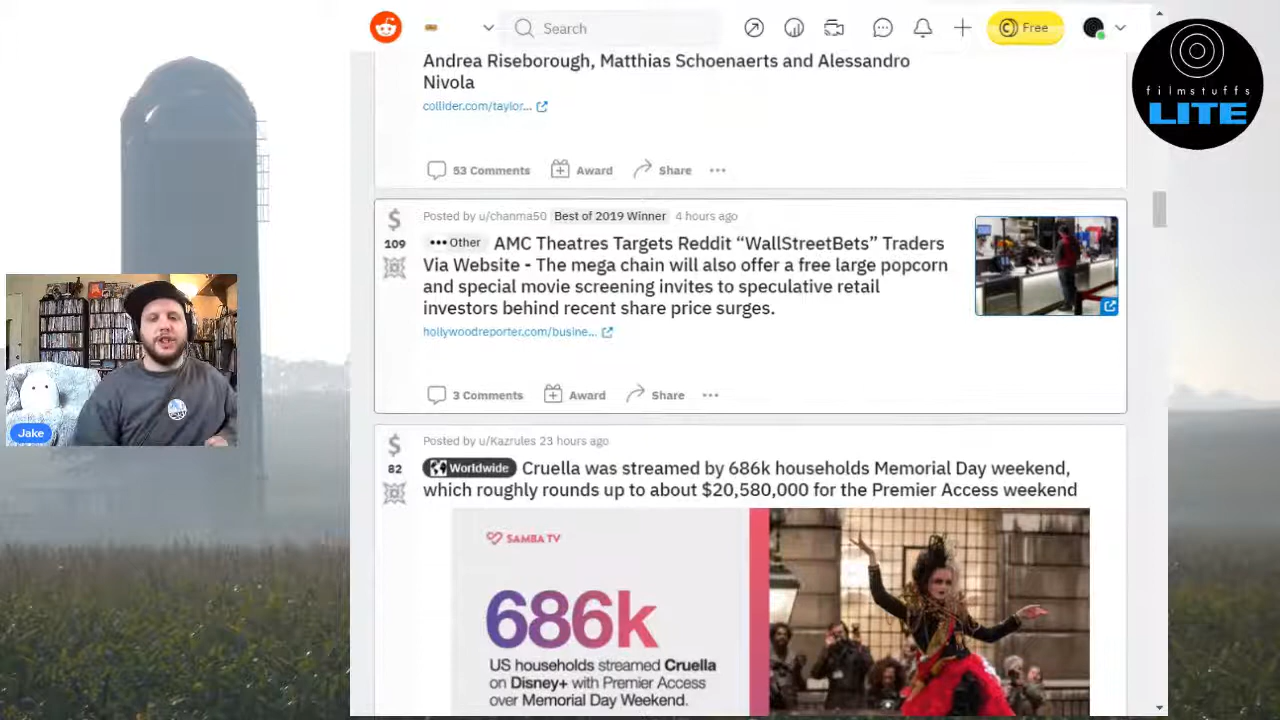 Search
Free
filmstuffs
LITE
Andrea Riseborough, Matthias Schoenaerts and Alessandro
Nivola
collider.com/taylor...
53 Comments
Award
Share
109
Posted by u/chanma50 Best of 2019 Winner 4 hours ago
Other AMC Theatres Targets Reddit “WallStreetBets” Traders
Via Website - The mega chain will also offer a free large popcorn
and special movie screening invites to speculative retail
investors behind recent share price surges.
hollywoodreporter.com/busine...
3 Comments
Award
Share
Jake
82
Posted by u/Kazrules 23 hours ago
Worldwide Cruella was streamed by 686k households Memorial Day weekend,
which roughly rounds up to about $20,580,000 for the Premier Access weekend
SAMBA TV
686k
US households streamed Cruella
on Disney+ with Premier Access
over Memorial Day Weekend.